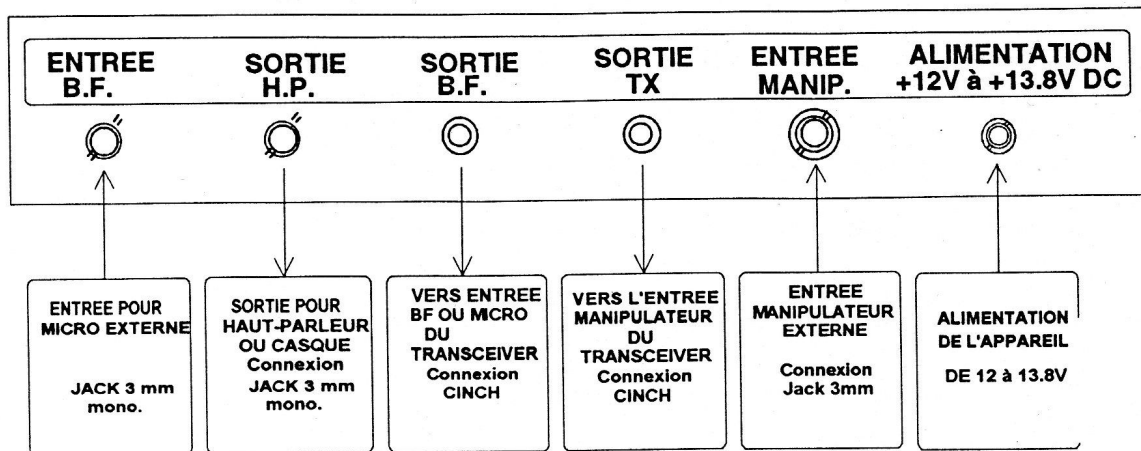 ENTREE
B.F.
SORTIE
H.P.
SORTIE
B.F.
SORTIE
TX
ENTREE
MANIP.
ALIMENTATION
+12V à +13.8V DC
ENTREE POUR
MICRO EXTERNE
JACK 3 mm
mono.
SORTIE POUR
HAUT-PARLEUR
OU CASQUE
Connexion
JACK 3 mm
mono.
VERS ENTREE
BF OU MICRO
DU
TRANSCEIVER
Connexion
CINCH
VERS L'ENTREE
MANIPULATEUR
DU
TRANSCEIVER
Connexion
CINCH
ENTREE
MANIPULATEUR
EXTERNE
Connexion
Jack 3mm
ALIMENTATION
DE L'APPAREIL
DE 12 à 13.8V